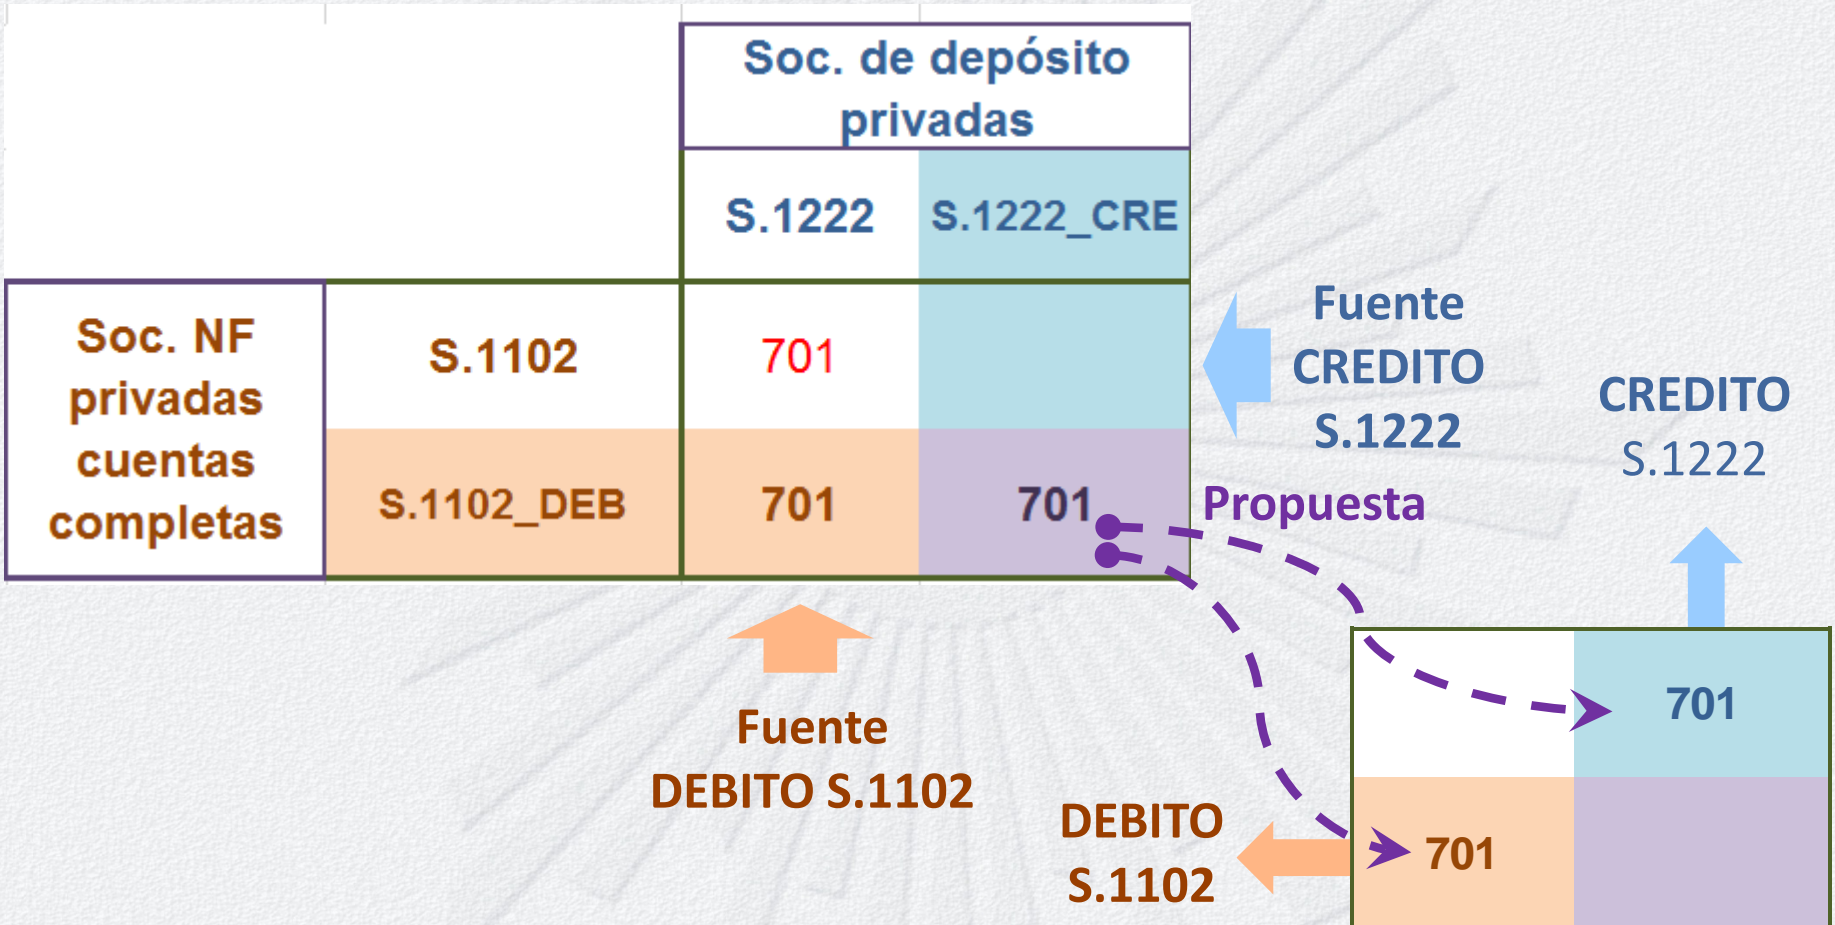 Soc. de depósito
privadas
S.1222
S.1222_CRE
Soc. NF
privadas
cuentas
completas
S.1102
701
S.1102_DEB
701
701
Fuente
CREDITO
S.1222
CREDITO
S.1222
Propuesta
Fuente
DEBITO S.1102
DEBITO
S.1102
701
701